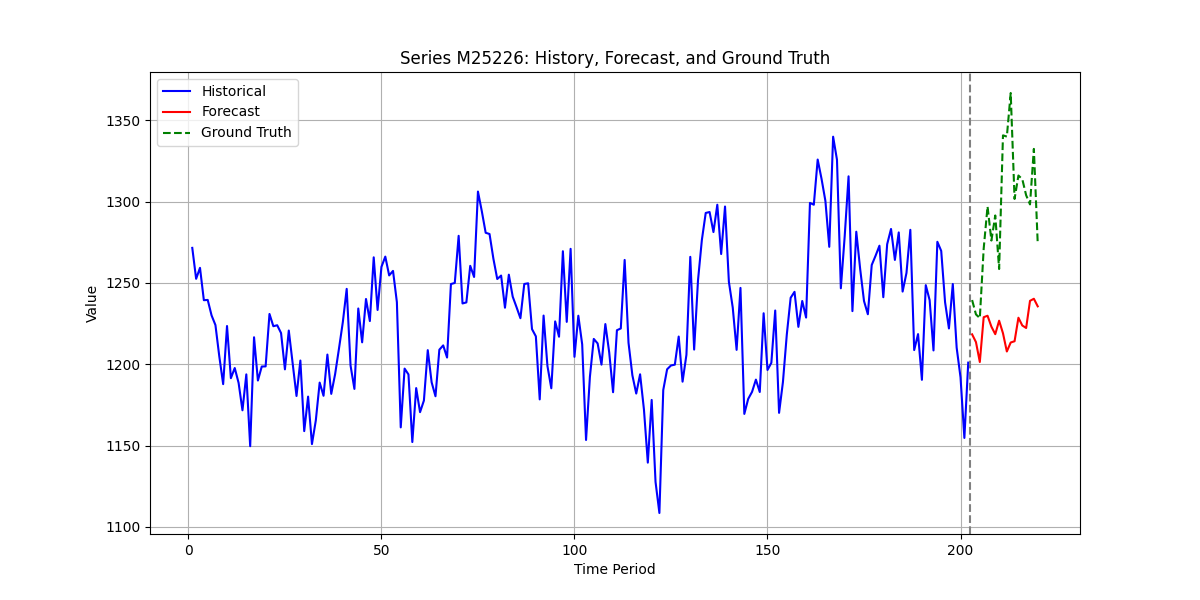 Series M25226: History, Forecast, and Ground Truth
Historical
Forecast
Ground Truth
1350
1300
1250
1200
1150
1100
Value
0
50
100
150
200
Time Period